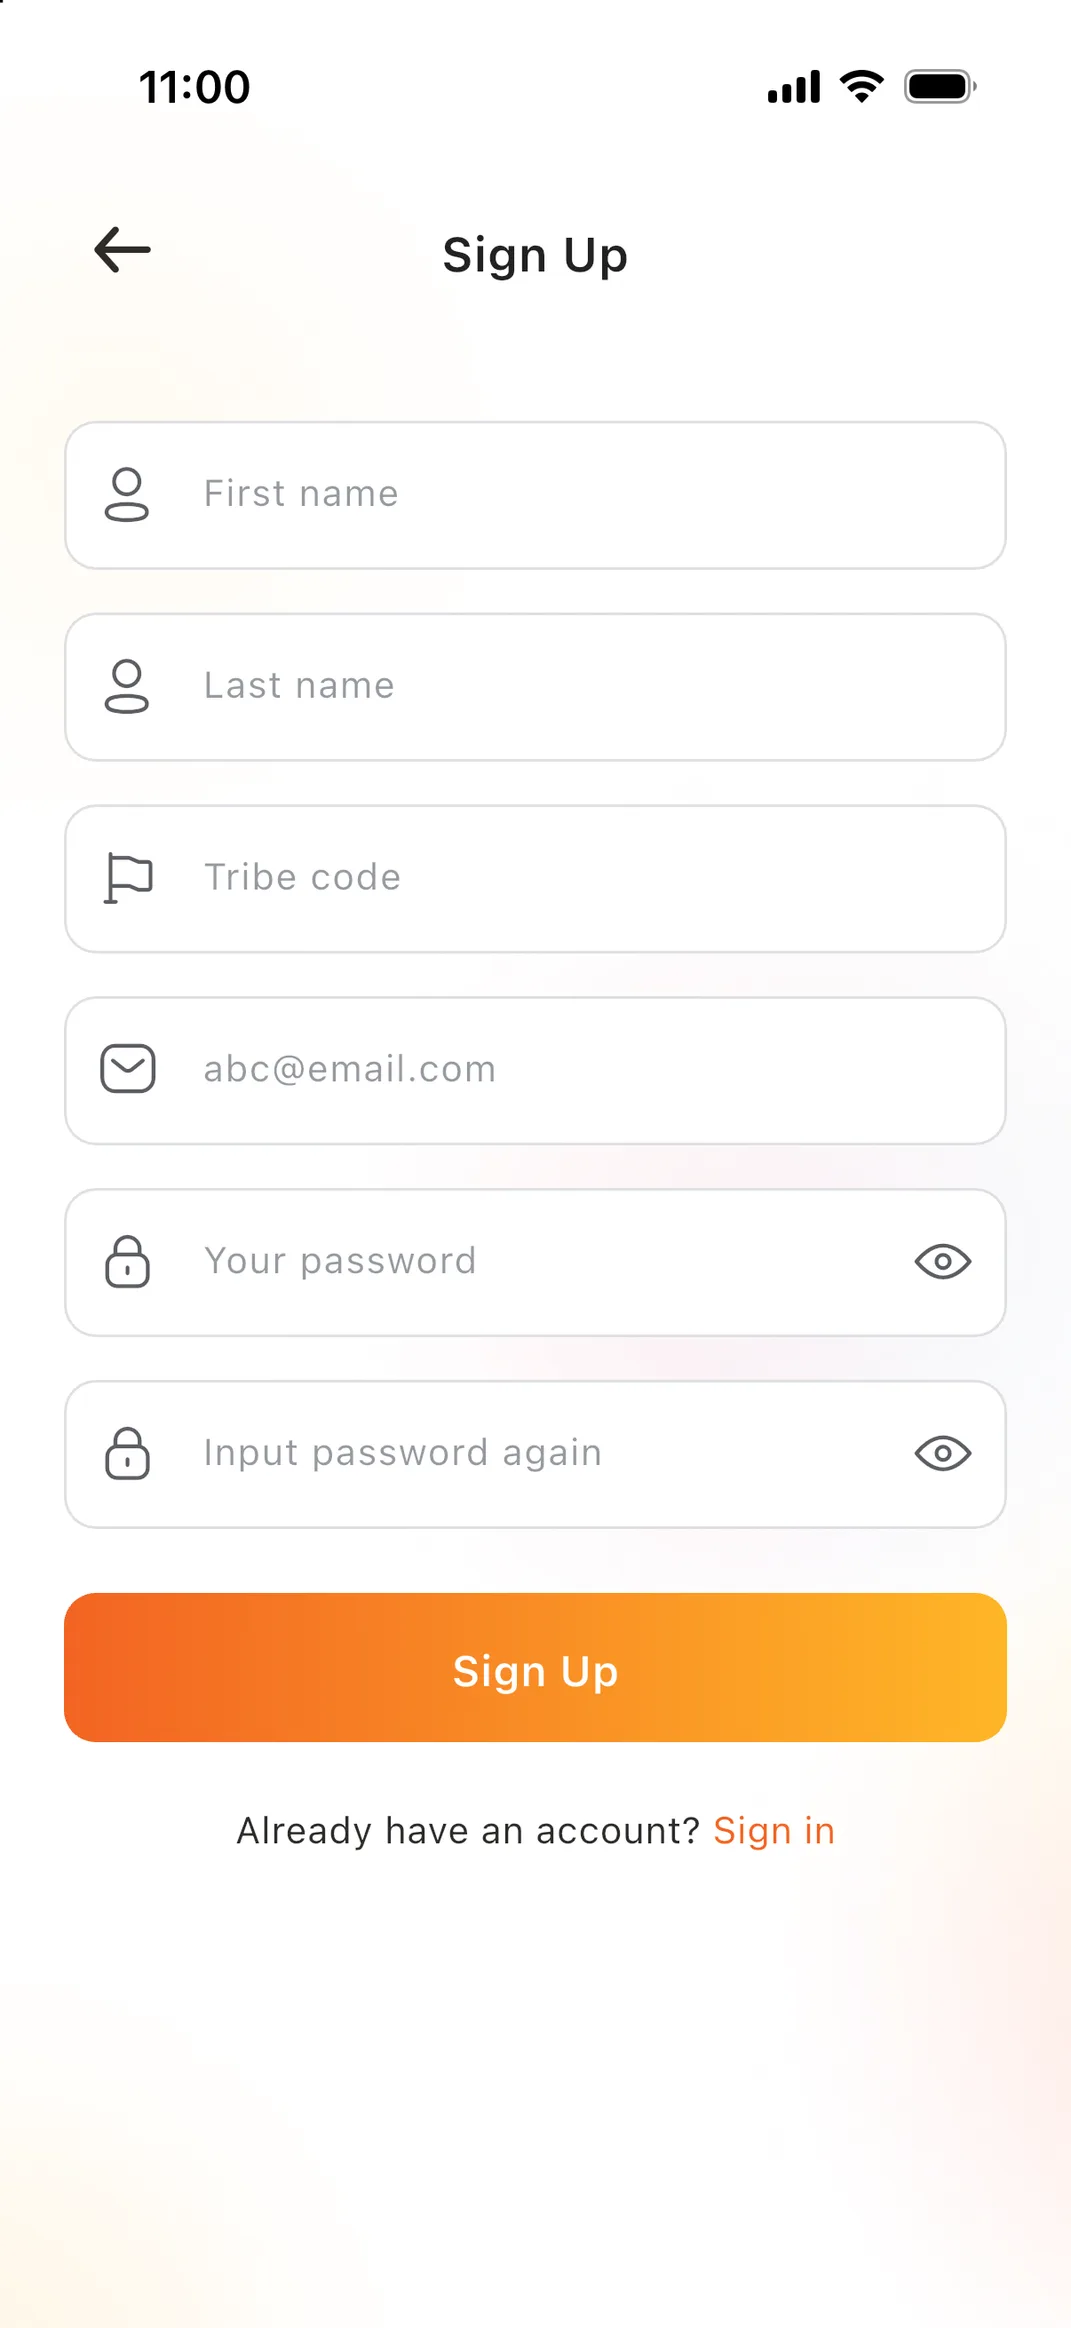 11:00
Sign Up
First name
Last name
Tribe code
abc@email.com
Your password
Input password again
Sign Up
Already have an account? Sign in